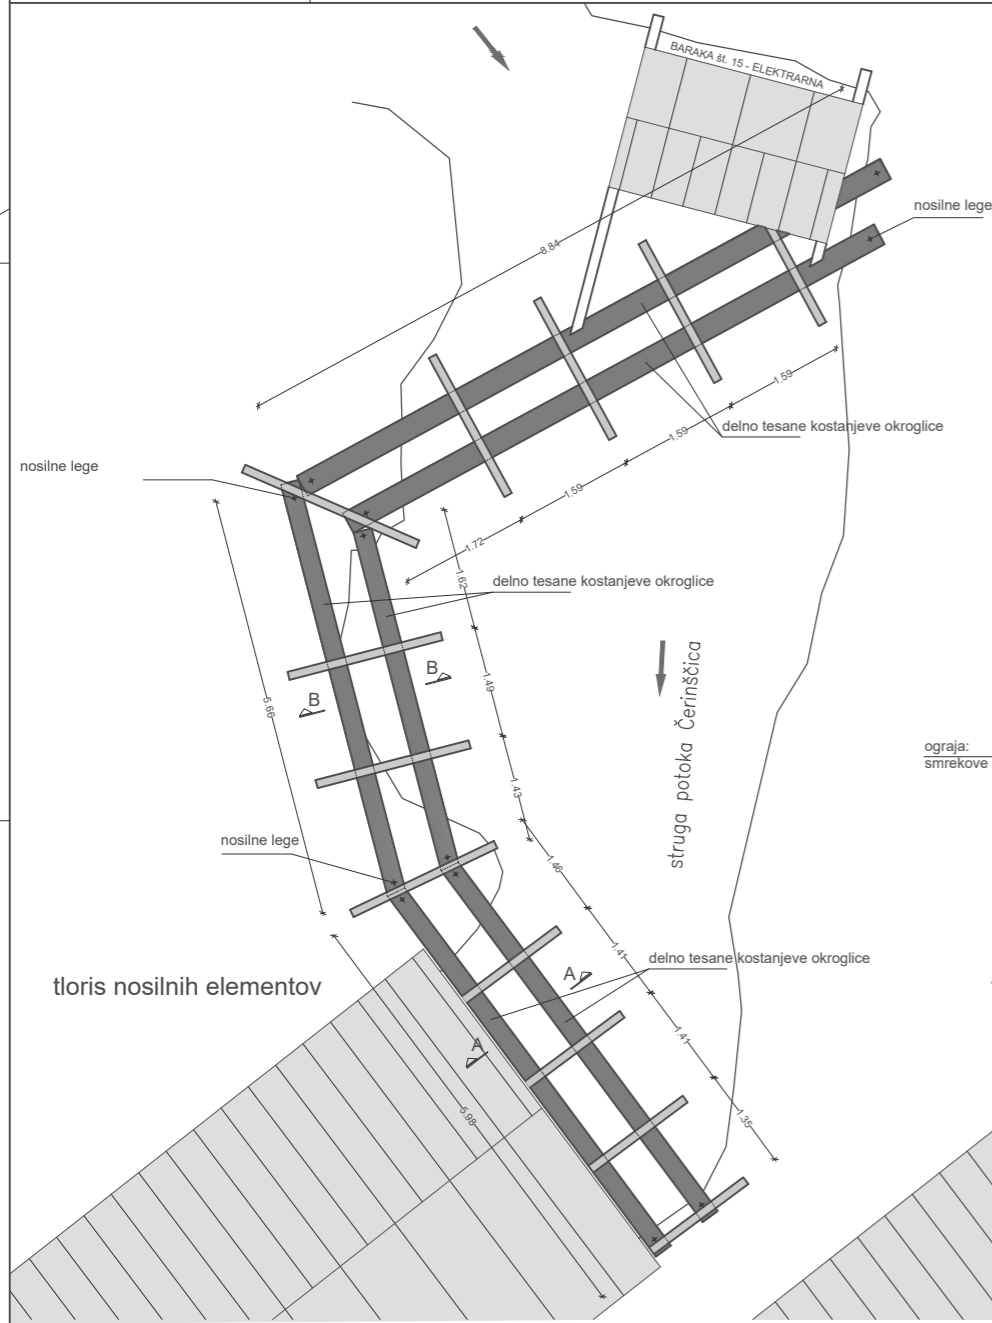 BARAKA št. 15 - ELEKTRARNA
nosilne lege
8.84
1.59
delno tesane kostanjeve okroglice
1.59
nosilne lege
1.59
1.72
1.62
delno tesane kostanjeve okroglice
B
B
1.49
5.66
struga potoka Čerinščica
ograja:
smrekove
1.43
nosilne lege
1.46
1.41
delno tesane kostanjeve okroglice
A
tloris nosilnih elementov
1.41
A
5.98
1.35